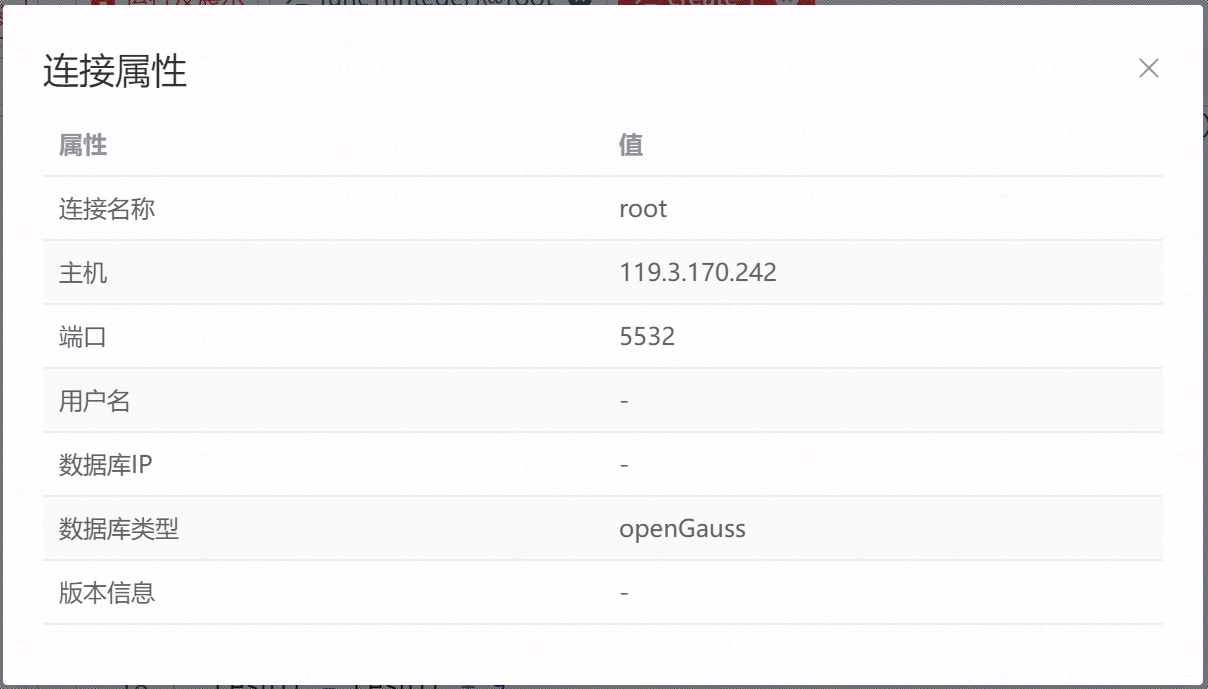 连接属性
属性 值
连接名称 root
主机 119.3.170.242
端口 5532
用户名 -
数据库IP -
数据库类型 openGauss
版本信息 -